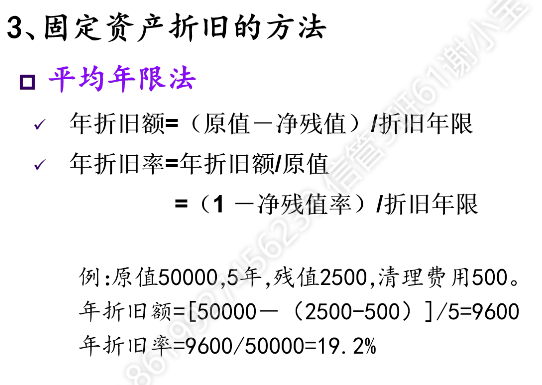 3、固定资产折旧的方法
平均年限法
年折旧额=（原值－净残值）/折旧年限
年折旧率=年折旧额/原值
=（1－净残值率）/折旧年限
例:原值50000,5年,残值2500,清理费用500。
年折旧额=[50000－（2500-500）]/5=9600
年折旧率=9600/50000=19.2%